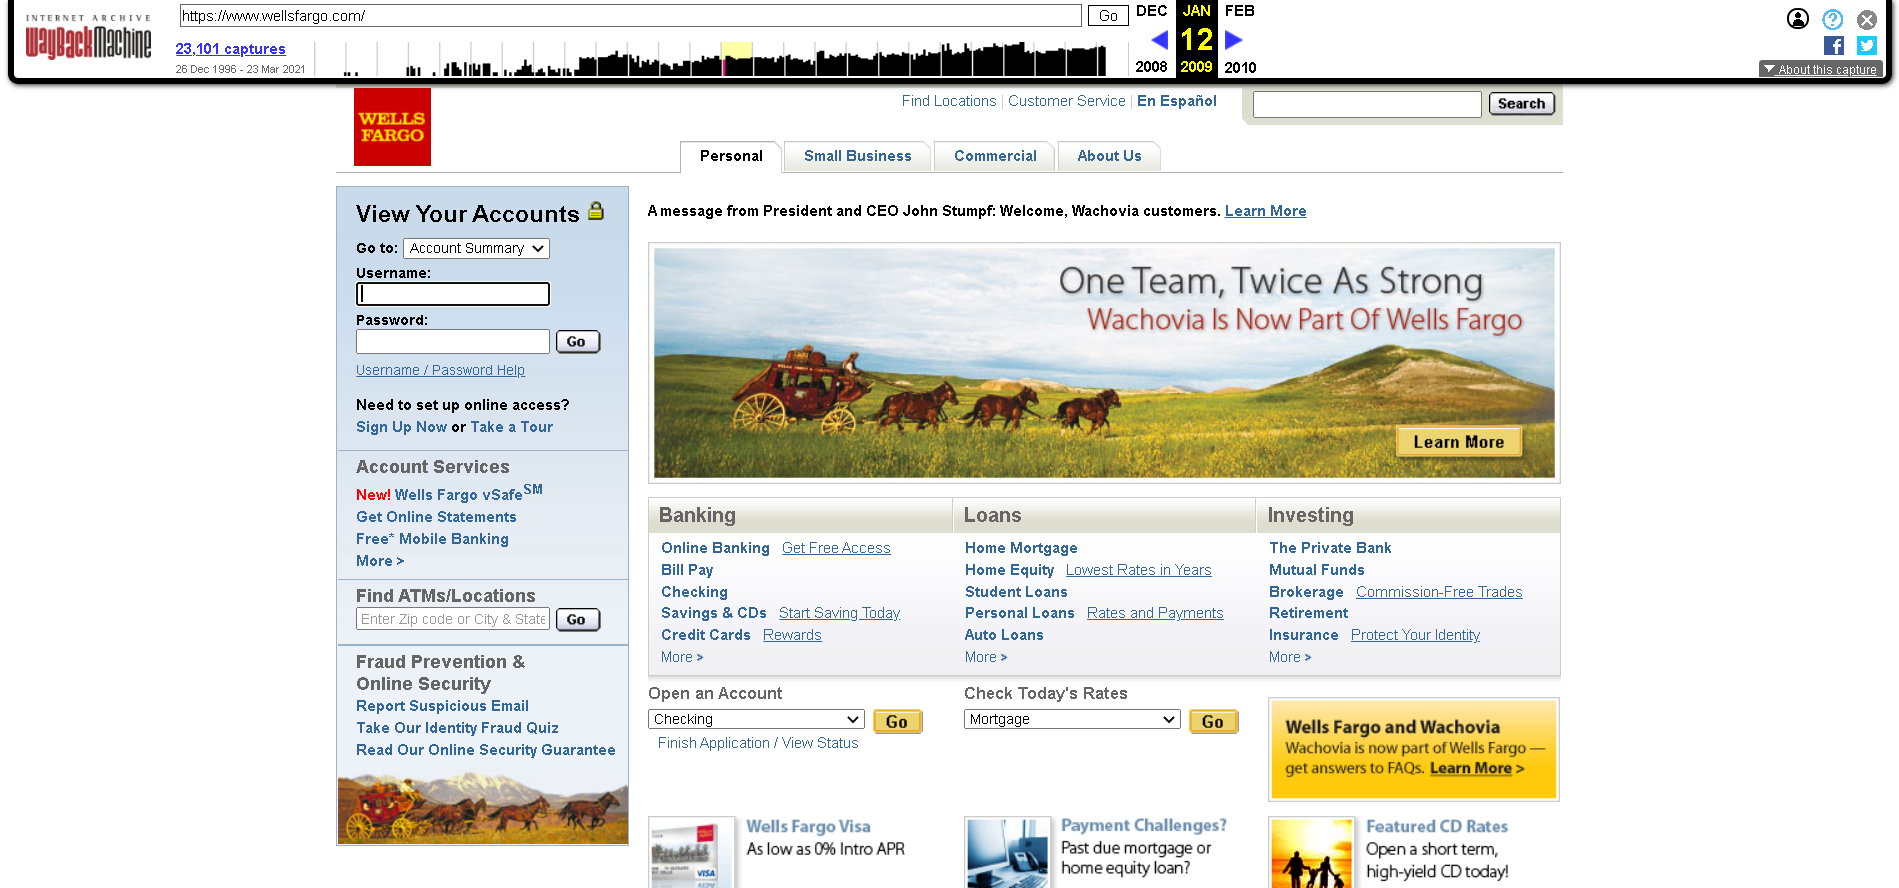 INTERNET ARCHIVE
WayBackMachine
https://www.wellsfargo.com/
Go
DEC
JAN
FEB
23,101 captures
12
26 Dec 1996 - 23 Mar 2021
2008
2009
2010
About this capture
WELLS
FARGO
Find Locations | Customer Service | En Español
Search
Personal
Small Business
Commercial
About Us
View Your Accounts
Go to: Account Summary
Username:
Password:
Go
Username / Password Help
Need to set up online access?
Sign Up Now or Take a Tour
Account Services
New! Wells Fargo vSafeSM
Get Online Statements
Free* Mobile Banking
More >
Find ATMs/Locations
Enter Zip code or City & State
Go
Fraud Prevention &
Online Security
Report Suspicious Email
Take Our Identity Fraud Quiz
Read Our Online Security Guarantee
A message from President and CEO John Stumpf: Welcome, Wachovia customers. Learn More
One Team, Twice As Strong
Wachovia Is Now Part Of Wells Fargo
Learn More
Banking
Online Banking Get Free Access
Bill Pay
Checking
Savings & CDs Start Saving Today
Credit Cards Rewards
More >
Loans
Home Mortgage
Home Equity Lowest Rates in Years
Student Loans
Personal Loans Rates and Payments
Auto Loans
More >
Investing
The Private Bank
Mutual Funds
Brokerage Commission-Free Trades
Retirement
Insurance Protect Your Identity
More >
Open an Account
Checking
Go
Finish Application / View Status
Check Today's Rates
Mortgage
Go
Wells Fargo and Wachovia
Wachovia is now part of Wells Fargo —
get answers to FAQs. Learn More >
Wells Fargo Visa
As low as 0% Intro APR
VISA
Payment Challenges?
Past due mortgage or
home equity loan?
Featured CD Rates
Open a short term,
high-yield CD today!